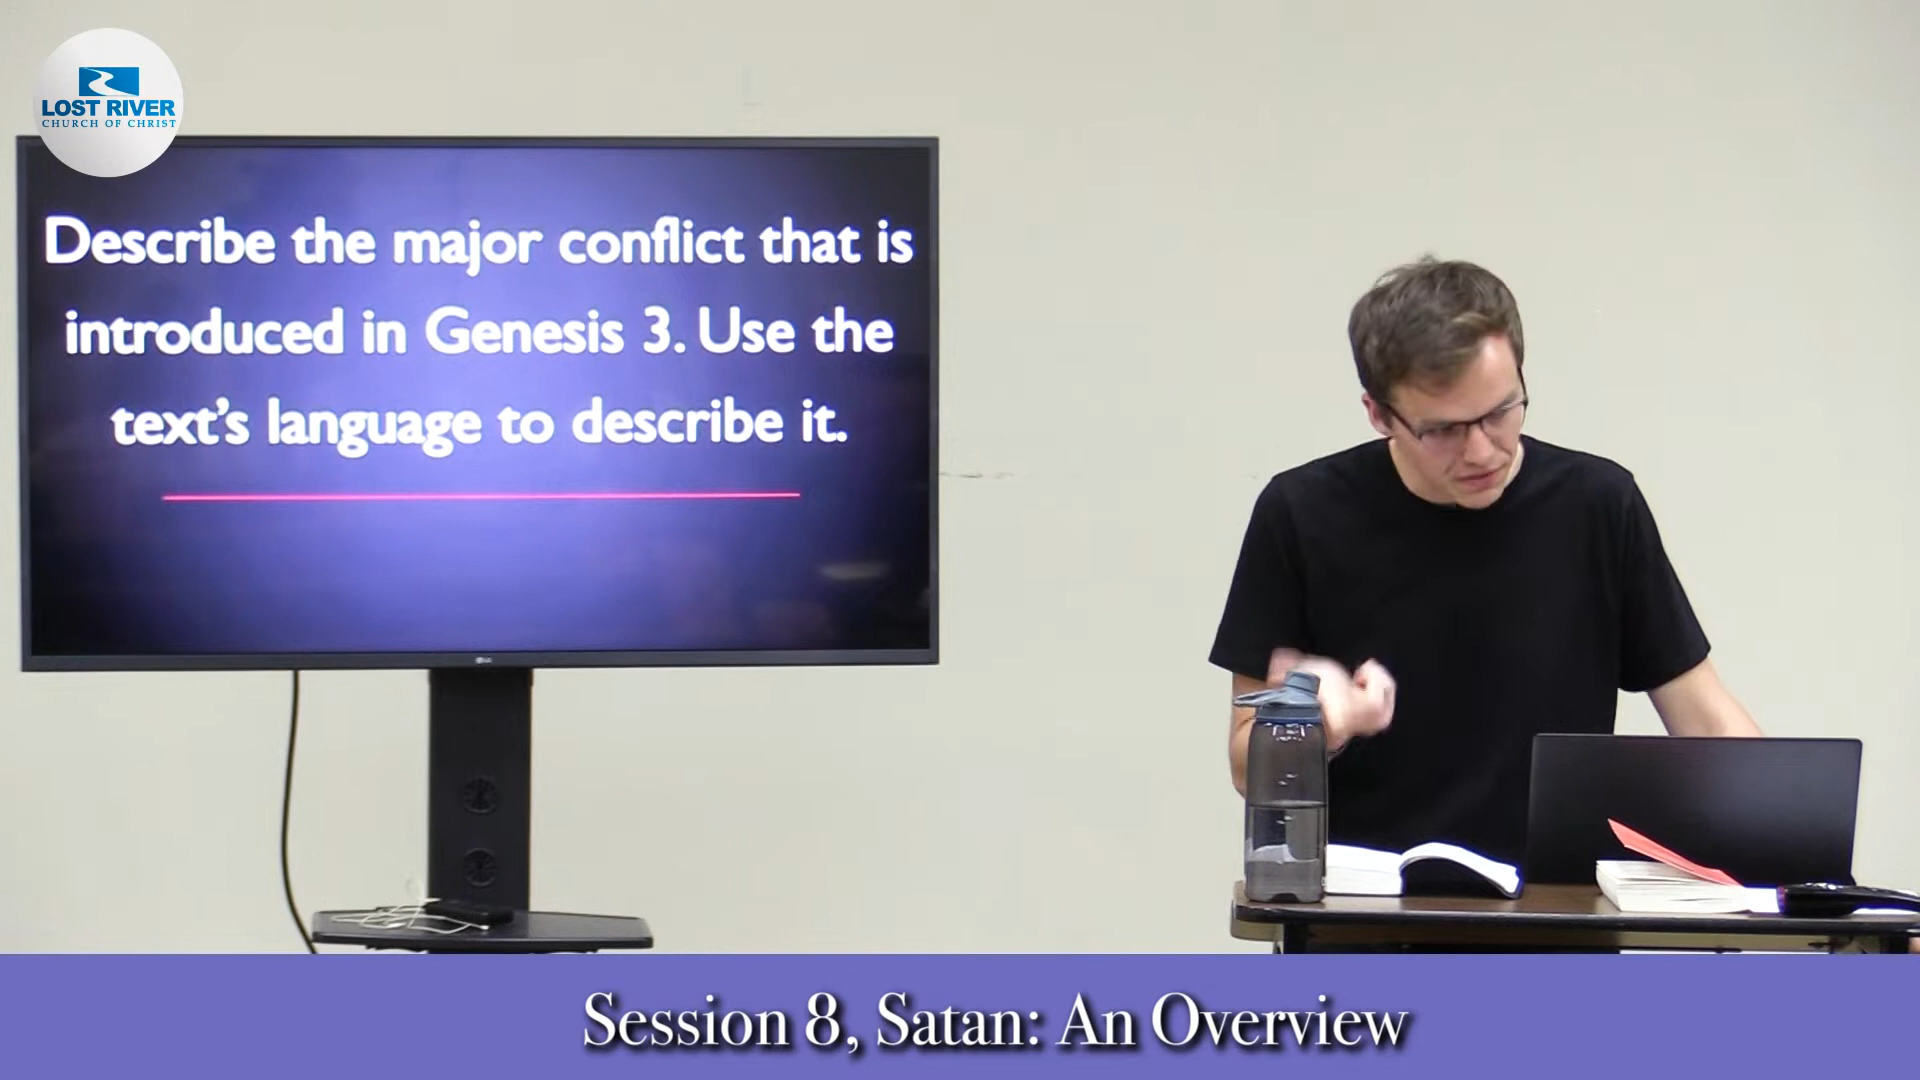 LOST RIVER
CHURCH OF CHRIST
Describe the major conflict that is
introduced in Genesis 3. Use the
text's language to describe it.
LG
Session 8, Satan: An Overview